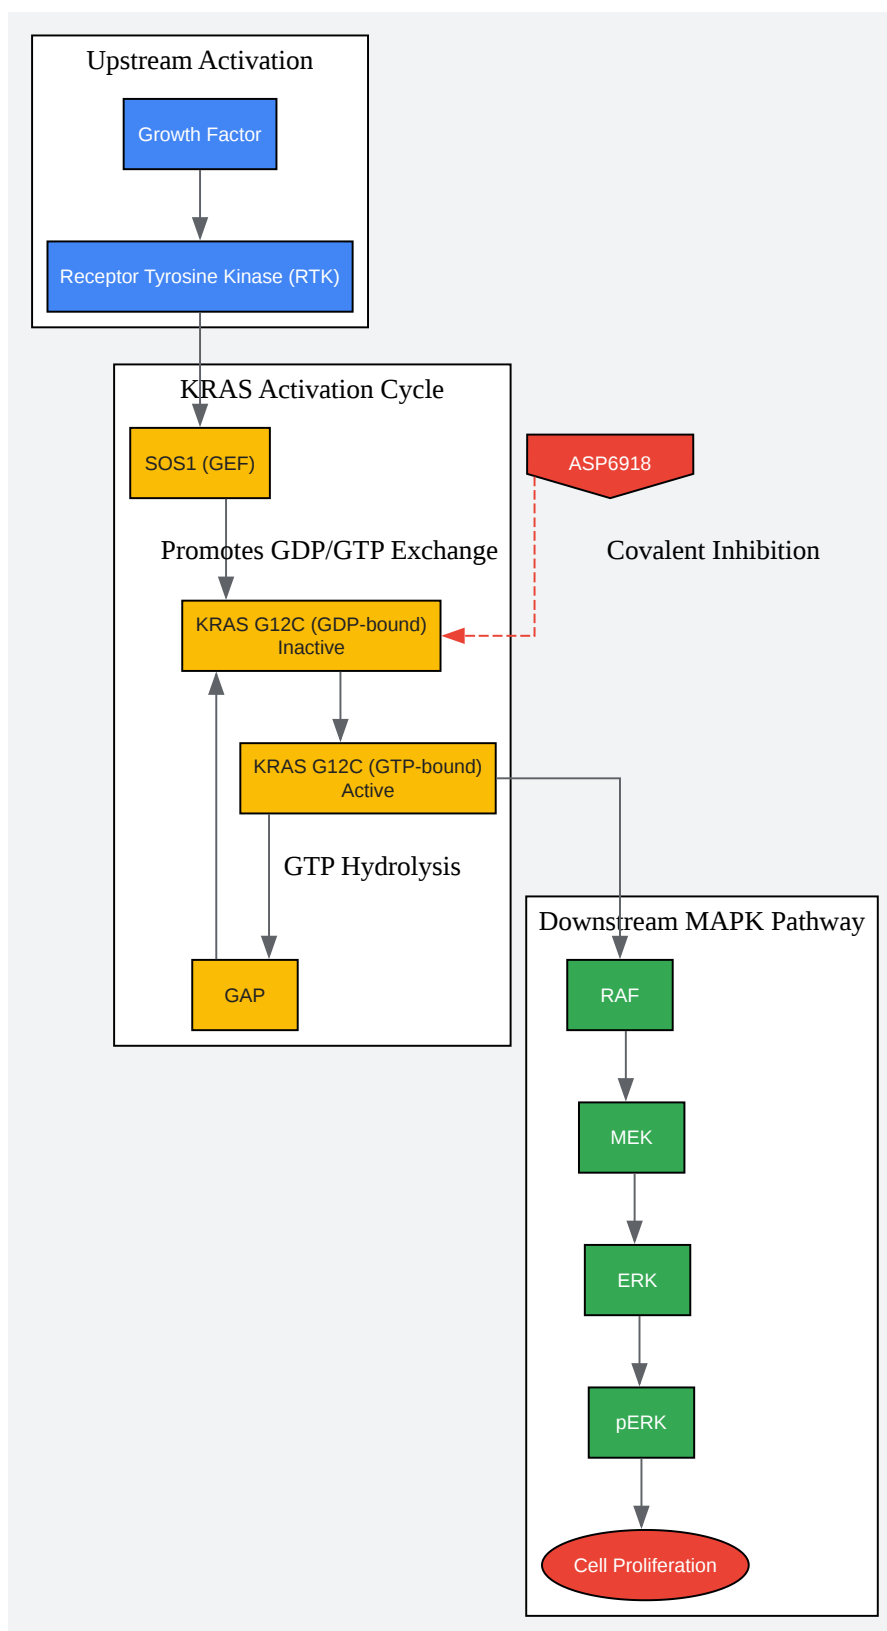 Upstream Activation
Growth Factor
Receptor Tyrosine Kinase (RTK)
KRAS Activation Cycle
SOS1 (GEF)
ASP6918
Promotes GDP/GTP Exchange
Covalent Inhibition
KRAS G12C (GDP-bound)
Inactive
KRAS G12C (GTP-bound)
Active
GTP Hydrolysis
GAP
Downstream MAPK Pathway
RAF
MEK
ERK
pERK
Cell Proliferation